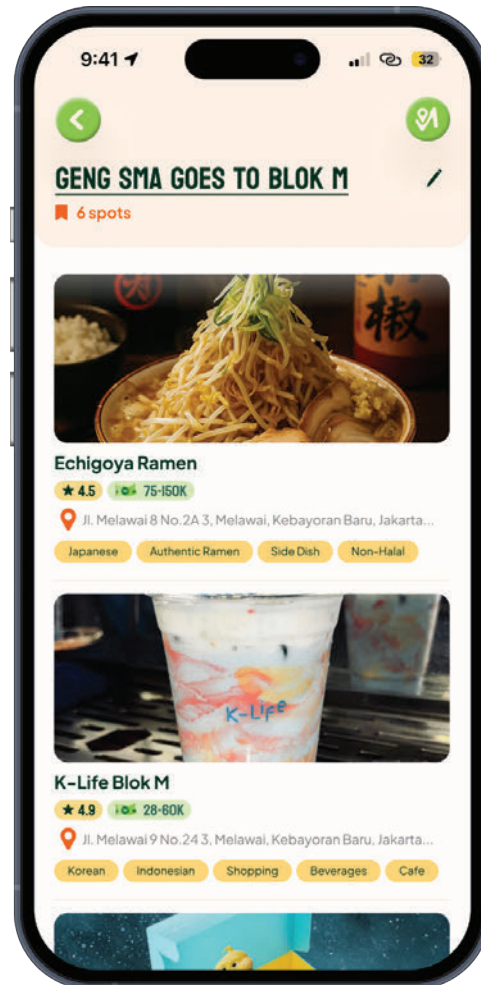 9:41
32
GENG SMA GOES TO BLOK M
6 spots
椒
Echigoya Ramen
★ 4.5 75-150K
Jl. Melawai 8 No.2A 3, Melawai, Kebayoran Baru, Jakarta...
Japanese Authentic Ramen Side Dish Non-Halal
K-Life
K-Life Blok M
★ 4.9 28-60K
Jl. Melawai 9 No.24 3, Melawai, Kebayoran Baru, Jakarta...
Korean Indonesian Shopping Beverages Cafe